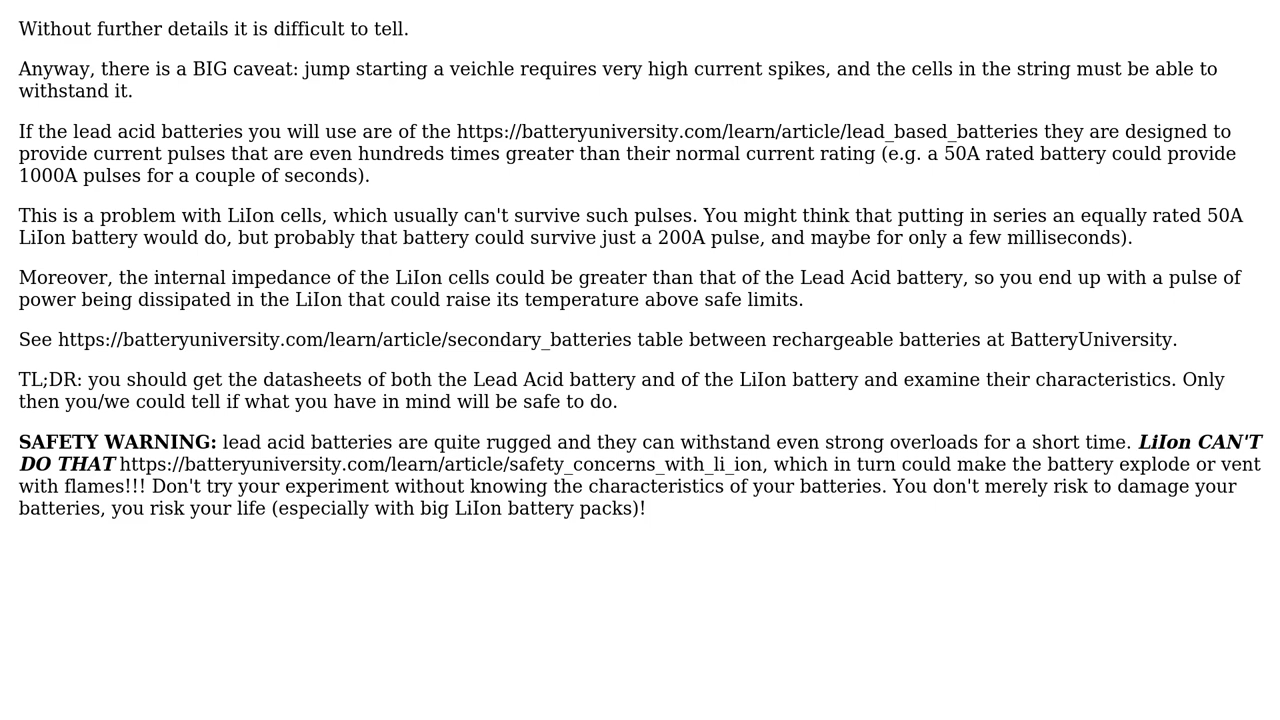 Without further details it is difficult to tell.
Anyway, there is a BIG caveat: jump starting a veichle requires very high current spikes, and the cells in the string must be able to
withstand it.
If the lead acid batteries you will use are of the https://batteryuniversity.com/learn/article/lead_based_batteries they are designed to
provide current pulses that are even hundreds times greater than their normal current rating (e.g. a 50A rated battery could provide
1000A pulses for a couple of seconds).
This is a problem with LiIon cells, which usually can't survive such pulses. You might think that putting in series an equally rated 50A
LiIon battery would do, but probably that battery could survive just a 200A pulse, and maybe for only a few milliseconds).
Moreover, the internal impedance of the LiIon cells could be greater than that of the Lead Acid battery, so you end up with a pulse of
power being dissipated in the LiIon that could raise its temperature above safe limits.
See https://batteryuniversity.com/learn/article/secondary_batteries table between rechargeable batteries at BatteryUniversity.
TL;DR: you should get the datasheets of both the Lead Acid battery and of the LiIon battery and examine their characteristics. Only
then you/we could tell if what you have in mind will be safe to do.
SAFETY WARNING: lead acid batteries are quite rugged and they can withstand even strong overloads for a short time. LiIon CAN'T
DO THAT https://batteryuniversity.com/learn/article/safety_concerns_with_li_ion, which in turn could make the battery explode or vent
with flames!!! Don't try your experiment without knowing the characteristics of your batteries. You don't merely risk to damage your
batteries, you risk your life (especially with big LiIon battery packs)!